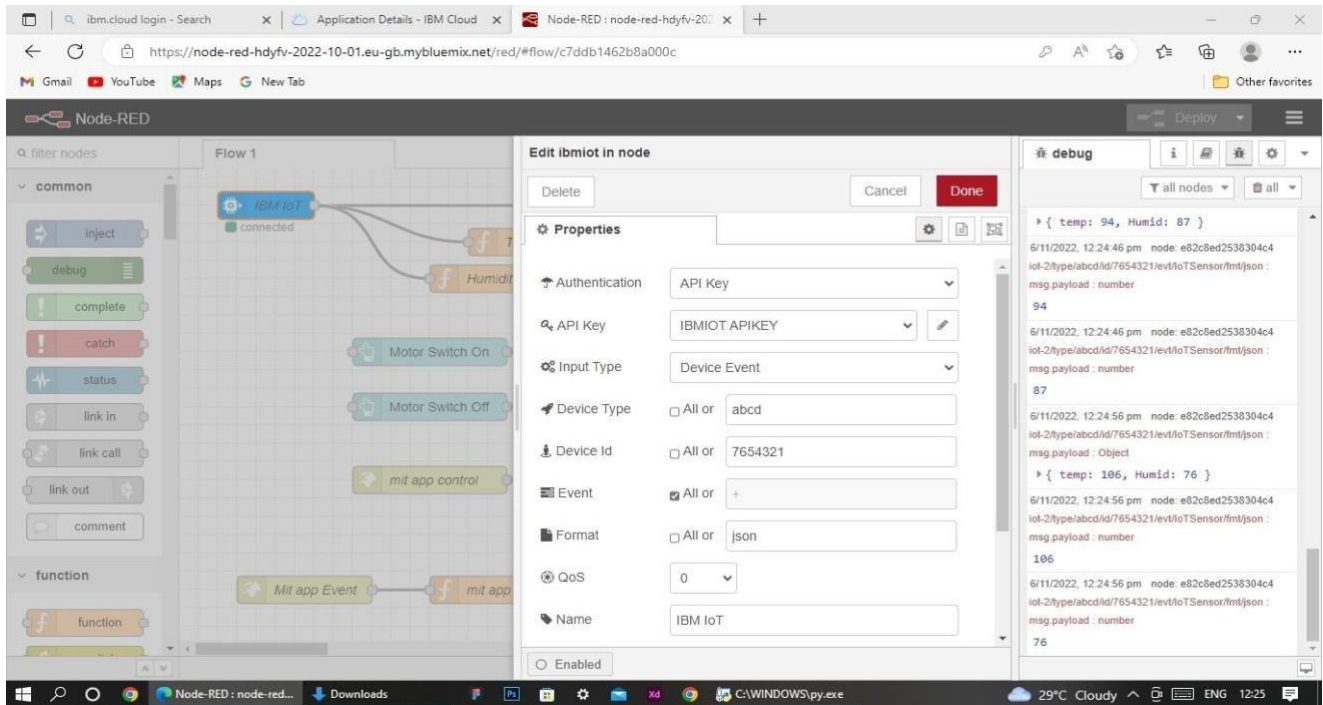 ibm.cloud login - Search
Application Details - IBM Cloud
Node-RED : node-red-hdyfv-202
https://node-red-hdyfv-2022-10-01.eu-gb.mybluemix.net/red/#flow/c7ddb1462b8a000c
Gmail YouTube Maps New Tab Other favorites
Node-RED Deploy
filter nodes
common
inject
debug
complete
catch
status
link in
link call
link out
comment
function
function
Flow 1
IBM IoT
connected
Humidit
Motor Switch On
Motor Switch Off
mit app control
Mit app Event mit app
Edit ibmiot in node
Delete Cancel Done
Properties
Authentication API Key
API Key IBMIOT APIKEY
Input Type Device Event
Device Type All or abcd
Device Id All or 7654321
Event All or +
Format All or json
QoS 0
Name IBM IoT
Enabled
debug i
all nodes all
{ temp: 94, Humid: 87 }
6/11/2022, 12:24:46 pm node: e82c8ed2538304c4
iot-2/type/abcd/id/7654321/evt/IoTSensor/fmt/json :
msg.payload : number
94
6/11/2022, 12:24:46 pm node: e82c8ed2538304c4
iot-2/type/abcd/id/7654321/evt/IoTSensor/fmt/json :
msg.payload : number
87
6/11/2022, 12:24:56 pm node: e82c8ed2538304c4
iot-2/type/abcd/id/7654321/evt/IoTSensor/fmt/json :
msg.payload : Object
{ temp: 106, Humid: 76 }
6/11/2022, 12:24:56 pm node: e82c8ed2538304c4
iot-2/type/abcd/id/7654321/evt/IoTSensor/fmt/json :
msg.payload : number
106
6/11/2022, 12:24:56 pm node: e82c8ed2538304c4
iot-2/type/abcd/id/7654321/evt/IoTSensor/fmt/json :
msg.payload : number
76
Node-RED : node-red... Downloads Ps Xd C:\WINDOWS\py.exe 29°C Cloudy ENG 12:25